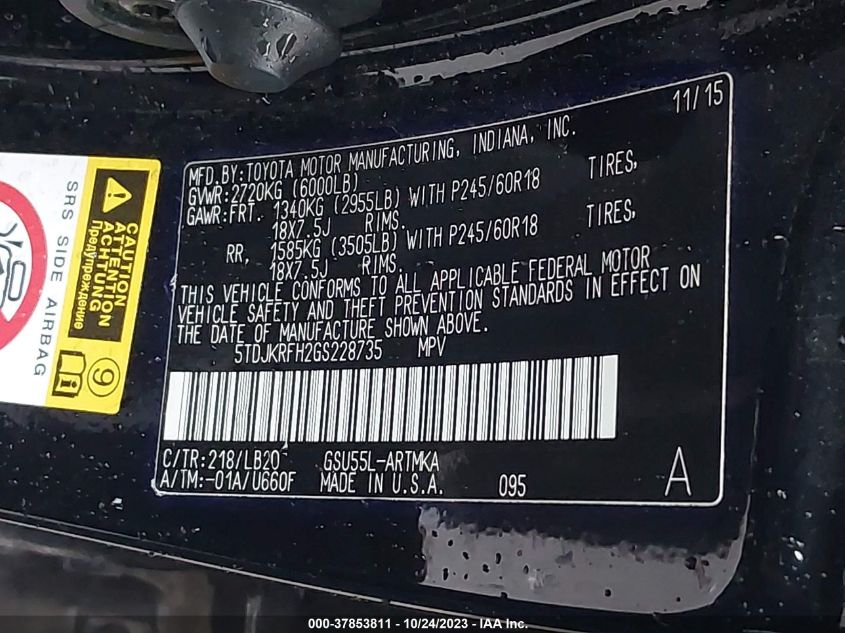 11/15
MFD. BY: TOYOTA MOTOR MANUFACTURING, INDIANA, INC.
GVWR: 2720KG (6000LB)
GAWR: FRT. 1340KG (2955LB) WITH P245/60R18 TIRES,
18X7.5J RIMS.
RR. 1585KG (3505LB) WITH P245/60R18 TIRES,
18X7.5J RIMS.
THIS VEHICLE CONFORMS TO ALL APPLICABLE FEDERAL MOTOR
VEHICLE SAFETY AND THEFT PREVENTION STANDARDS IN EFFECT ON
THE DATE OF MANUFACTURE SHOWN ABOVE.
5TDJKRFH2GS228735 MPV
C/TR: 218/LB20 GSU55L-ARTMKA
A/TM: -01A/U660F MADE IN U.S.A. 095 A
SRS SIDE AIRBAG
CAUTION
ATTENTION
ACHTUNG
Предупреждение
9
000-37853811 - 10/24/2023 - IAA Inc.